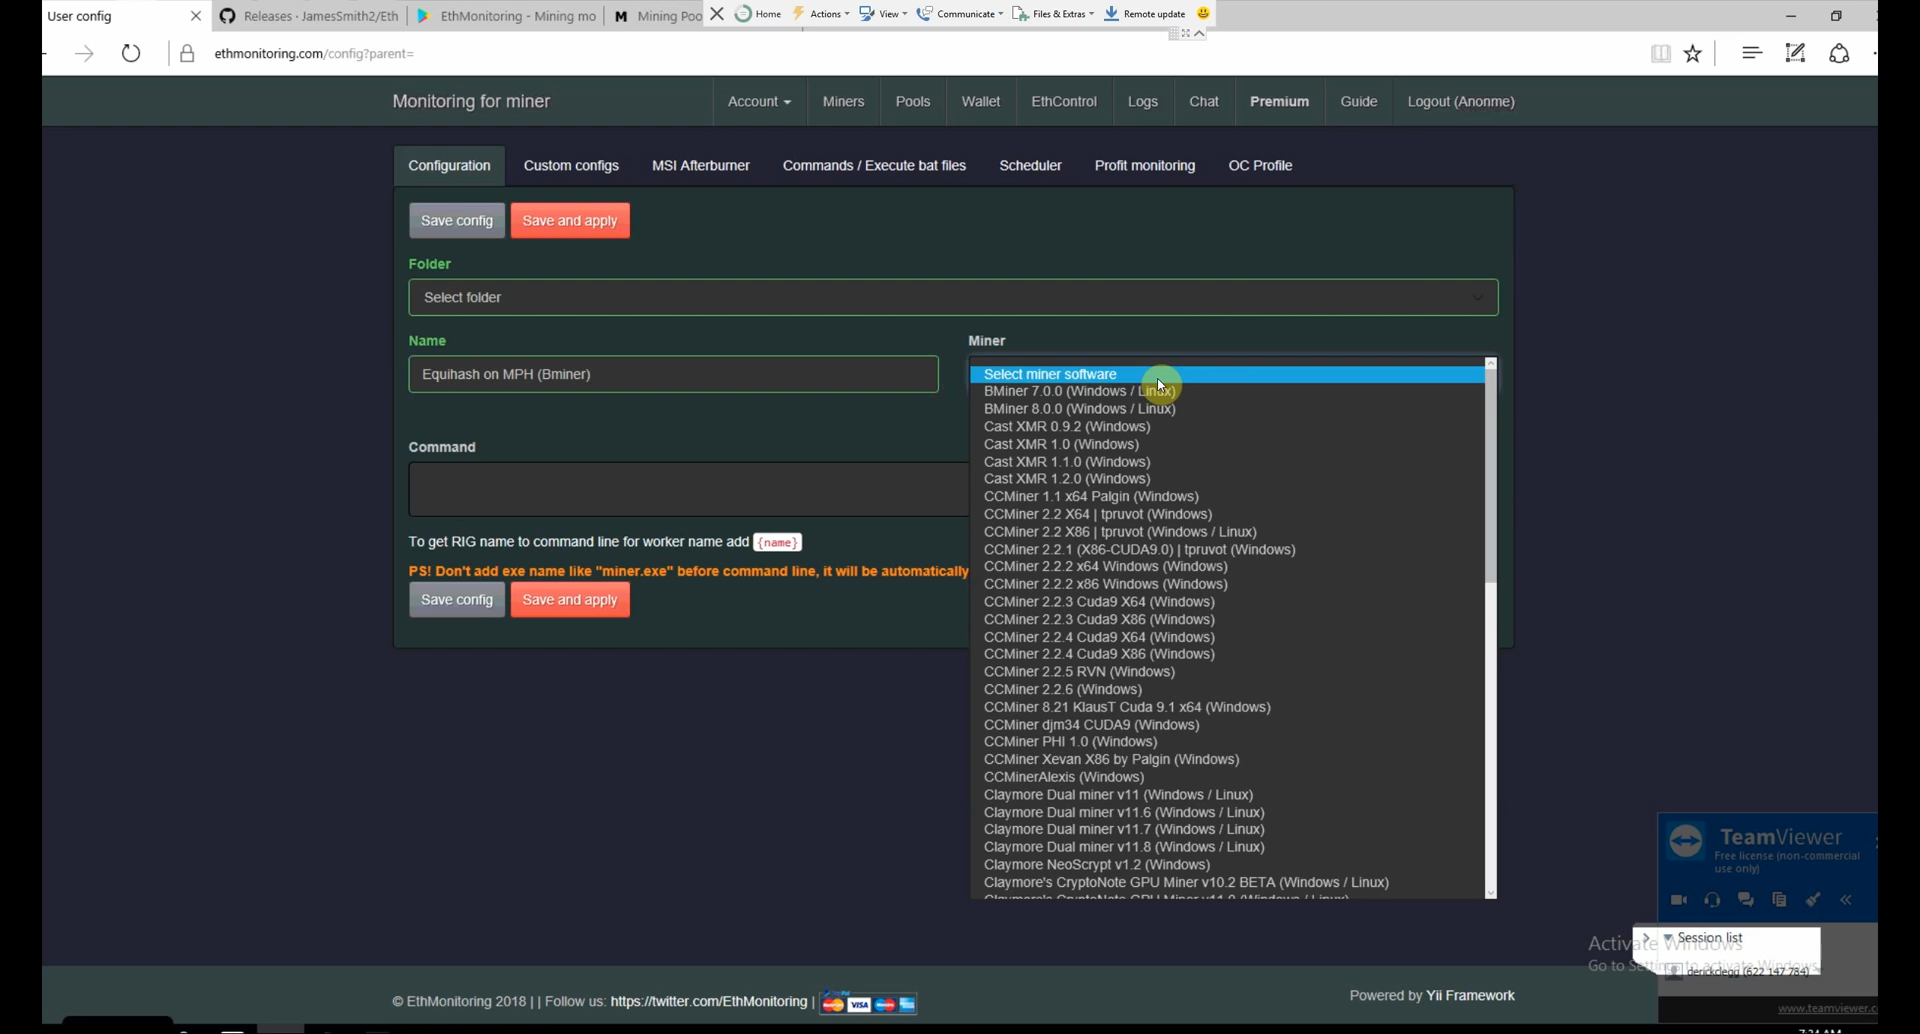 User config
Releases · JamesSmith2/Eth
EthMonitoring - Mining mo
Mining Poo
Home
Actions
View
Communicate
Files & Extras
Remote update
ethmonitoring.com/config?parent=
Monitoring for miner
Account
Miners
Pools
Wallet
EthControl
Logs
Chat
Premium
Guide
Logout (Anonme)
Configuration
Custom configs
MSI Afterburner
Commands / Execute bat files
Scheduler
Profit monitoring
OC Profile
Save config
Save and apply
Folder
Select folder
Name
Miner
Equihash on MPH (Bminer)
Select miner software
BMiner 7.0.0 (Windows / Linux)
BMiner 8.0.0 (Windows / Linux)
Cast XMR 0.9.2 (Windows)
Cast XMR 1.0 (Windows)
Cast XMR 1.1.0 (Windows)
Cast XMR 1.2.0 (Windows)
CCMiner 1.1 x64 Palgin (Windows)
CCMiner 2.2 X64 | tpruvot (Windows)
CCMiner 2.2 X86 | tpruvot (Windows / Linux)
CCMiner 2.2.1 (X86-CUDA9.0) | tpruvot (Windows)
CCMiner 2.2.2 x64 Windows (Windows)
CCMiner 2.2.2 x86 Windows (Windows)
CCMiner 2.2.3 Cuda9 X64 (Windows)
CCMiner 2.2.3 Cuda9 X86 (Windows)
CCMiner 2.2.4 Cuda9 X64 (Windows)
CCMiner 2.2.4 Cuda9 X86 (Windows)
CCMiner 2.2.5 RVN (Windows)
CCMiner 2.2.6 (Windows)
CCMiner 8.21 KlausT Cuda 9.1 x64 (Windows)
CCMiner djm34 CUDA9 (Windows)
CCMiner PHI 1.0 (Windows)
CCMiner Xevan X86 by Palgin (Windows)
CCMinerAlexis (Windows)
Claymore Dual miner v11 (Windows / Linux)
Claymore Dual miner v11.6 (Windows / Linux)
Claymore Dual miner v11.7 (Windows / Linux)
Claymore Dual miner v11.8 (Windows / Linux)
Claymore NeoScrypt v1.2 (Windows)
Claymore's CryptoNote GPU Miner v10.2 BETA (Windows / Linux)
Command
To get RIG name to command line for worker name add {name}
PS! Don't add exe name like "miner.exe" before command line, it will be automatically
Save config
Save and apply
TeamViewer
Free license (non-commercial
use only)
Session list
derickclegg (622 147 784)
Activate Windows
Go to Settings to activate Windows.
www.teamviewer.c
© EthMonitoring 2018 | | Follow us: https://twitter.com/EthMonitoring |
VISA
Powered by Yii Framework